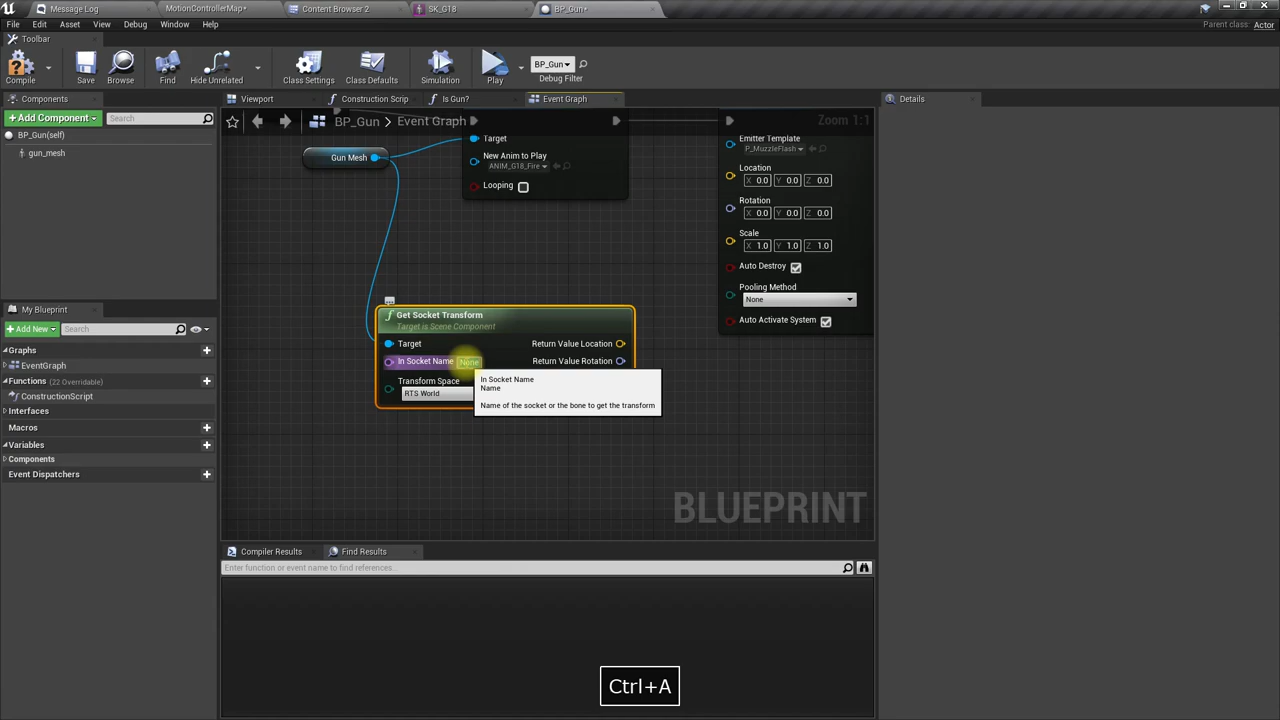 Message Log
MotionControllerMap*
Content Browser 2
SK_G18
BP_Gun*
File Edit Asset View Debug Window Help
Parent class: Actor
Toolbar
Compile
Save
Browse
Find
Hide Unrelated
Class Settings
Class Defaults
Simulation
Play
BP_Gun
Debug Filter
Components
Viewport
Construction Scrip
Is Gun?
Event Graph
Details
+Add Component
Search
BP_Gun(self)
gun_mesh
BP_Gun > Event Graph
Zoom 1:1
Gun Mesh
Target
New Anim to Play
ANIM_G18_Fire
Looping
Emitter Template
P_MuzzleFlash
Location
X 0.0 Y 0.0 Z 0.0
Rotation
X 0.0 Y 0.0 Z 0.0
Scale
X 1.0 Y 1.0 Z 1.0
Auto Destroy
Pooling Method
None
Auto Activate System
Get Socket Transform
Target is Scene Component
Target
Return Value Location
In Socket Name None
Return Value Rotation
Transform Space
RTS World
In Socket Name
Name
Name of the socket or the bone to get the transform
BLUEPRINT
My Blueprint
+Add New
Search
Graphs
EventGraph
Functions (22 Overridable)
ConstructionScript
Interfaces
Macros
Variables
Components
Event Dispatchers
Compiler Results
Find Results
Enter function or event name to find references...
Ctrl+A